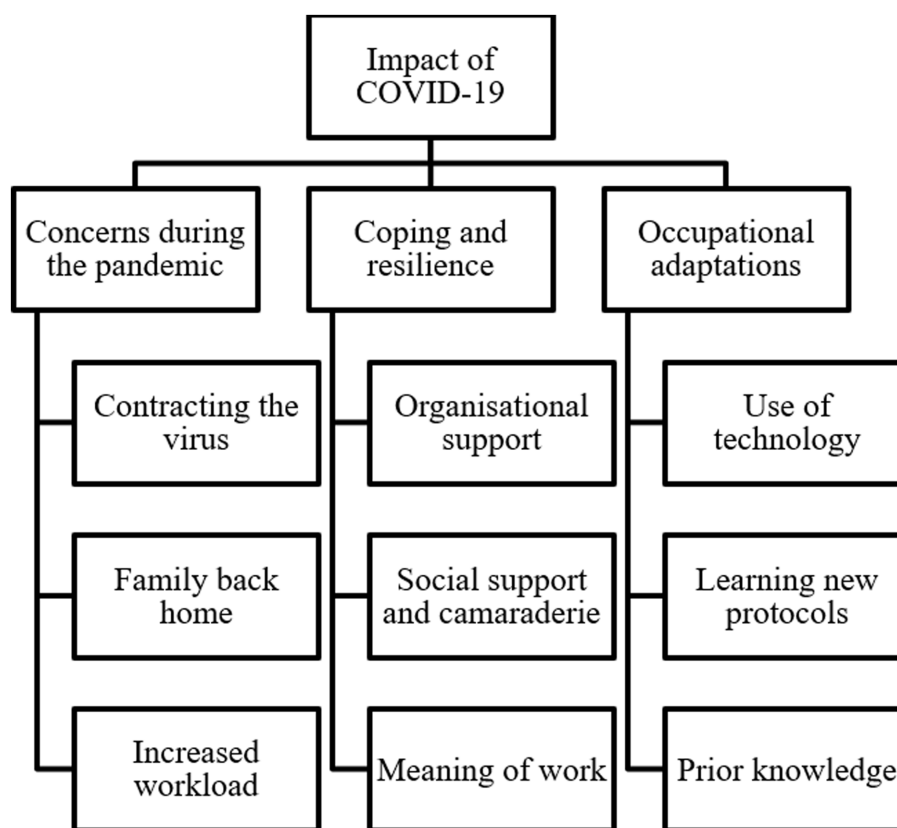 Impact of
COVID-19
Concerns during
the pandemic
Coping and
resilience
Occupational
adaptations
Contracting the
virus
Organisational
support
Use of
technology
Family back
home
Social support
and camaraderie
Learning new
protocols
Increased
workload
Meaning of work
Prior knowledge